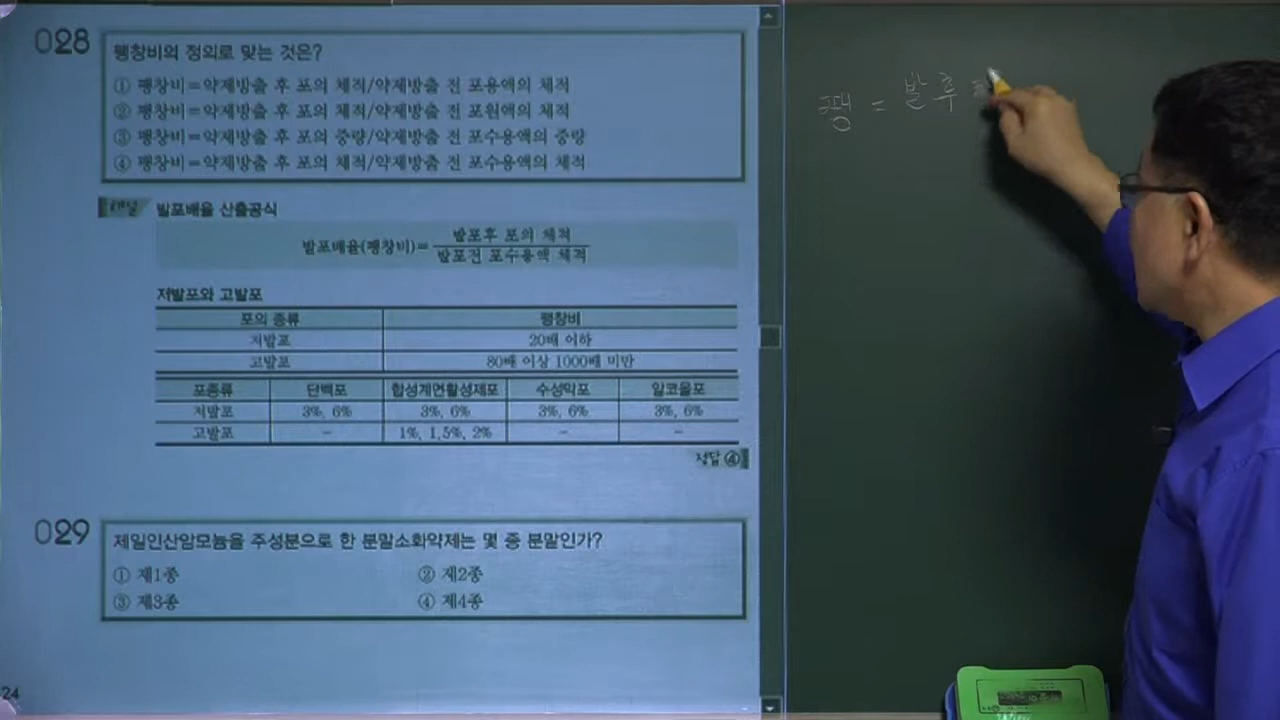 028
팽창비의 정의로 맞는 것은?
① 팽창비=약제방출 후 포의 체적/약제방출 전 포용액의 체적
② 팽창비=약제방출 후 포의 체적/약제방출 전 포원액의 체적
③ 팽창비=약제방출 후 포의 중량/약제방출 전 포수용액의 중량
④ 팽창비=약제방출 후 포의 체적/약제방출 전 포수용액의 체적
해설 발포배율 산출공식
발포배율(팽창비)= 발포후 포의 체적
발포전 포수용액 체적
저발포와 고발포
포의 종류 팽창비
저발포 20배 이하
고발포 80배 이상 1000배 미만
포종류 단백포 합성계면활성제포 수성막포 알코올포
저발포 3%, 6% 3%, 6% 3%, 6% 3%, 6%
고발포 - 1%, 1.5%, 2% - -
정답 ④
029
제일인산암모늄을 주성분으로 한 분말소화약제는 몇 종 분말인가?
① 제1종 ② 제2종
③ 제3종 ④ 제4종
24
팽 = 발후